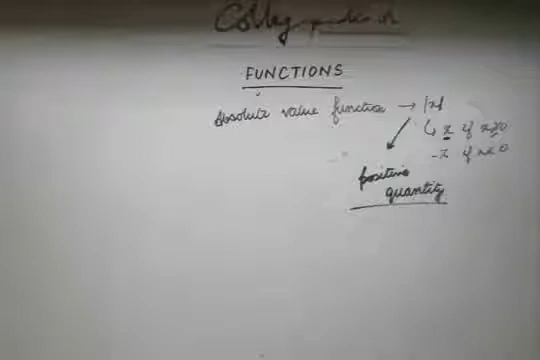 FUNCTIONS
Absolute value function → |x|
↳ x if x≥0
-x if x<0
positive
quantity